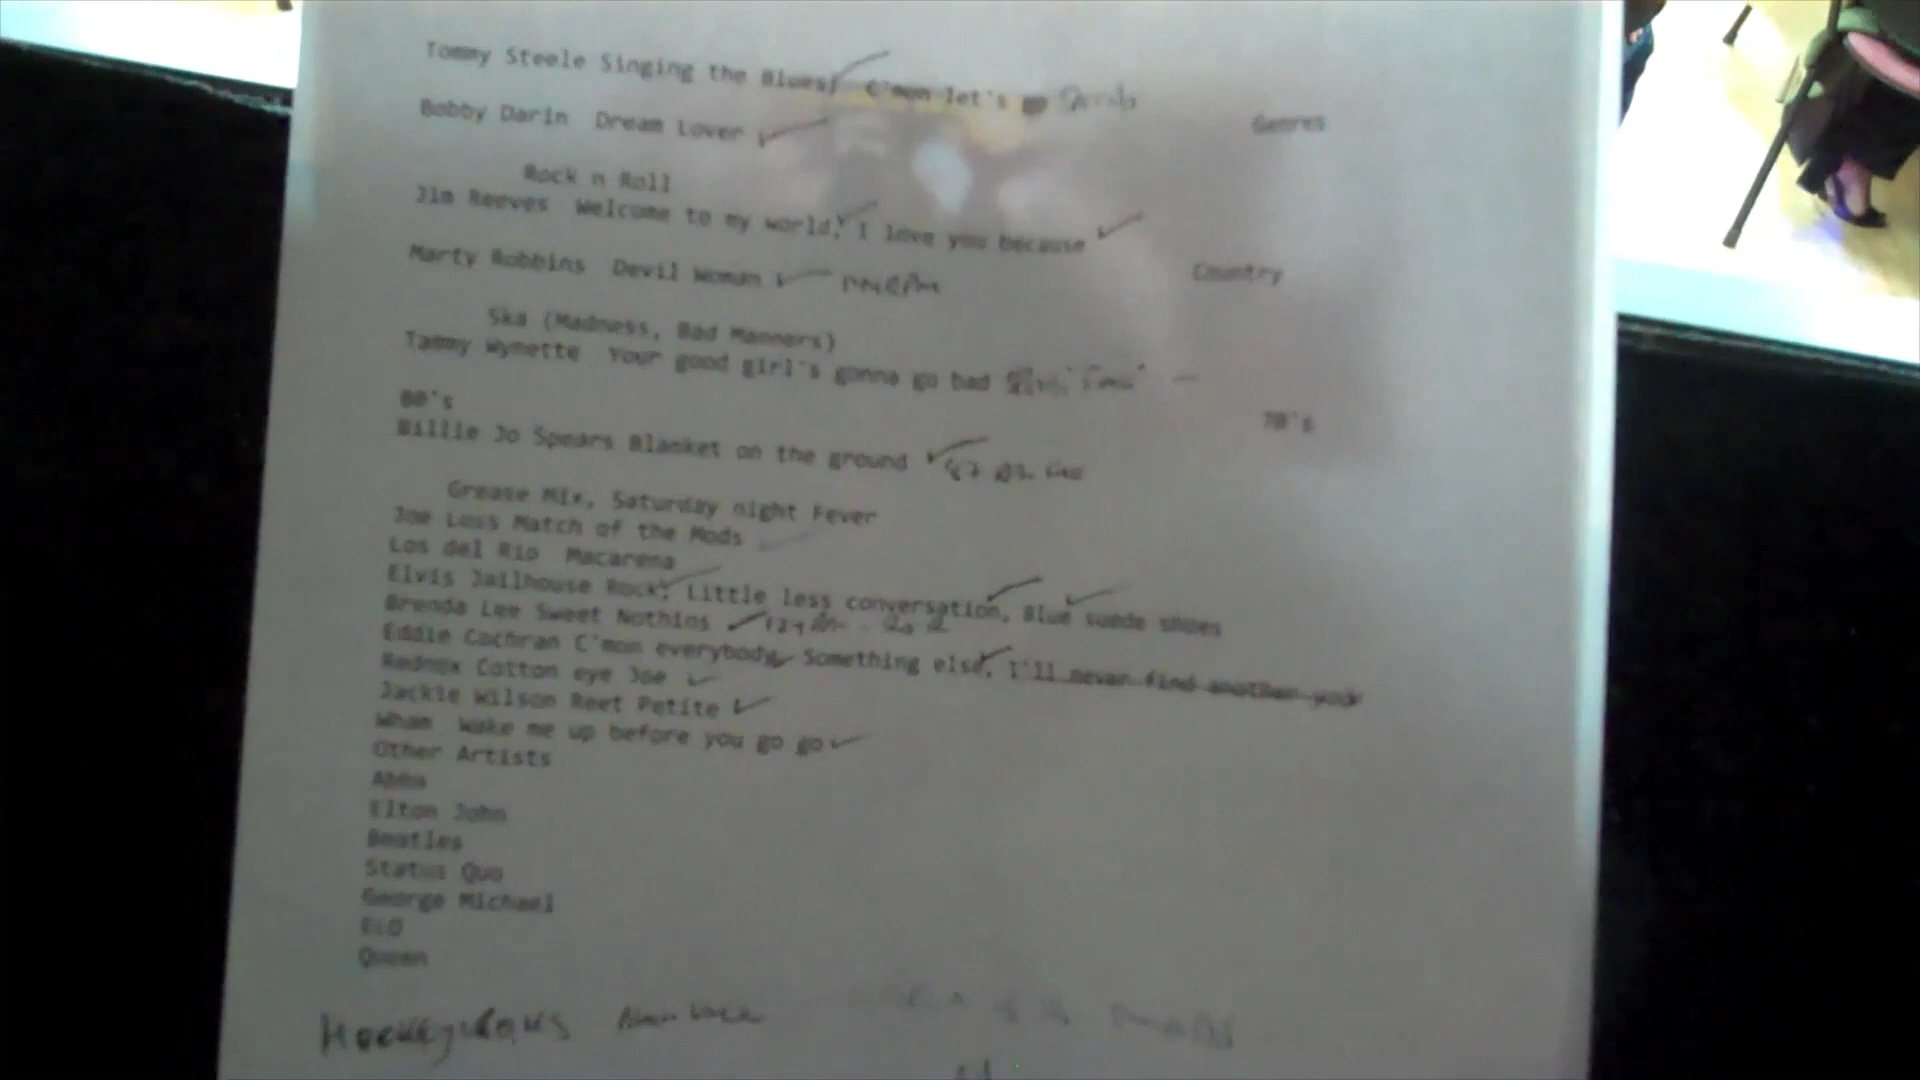 Tommy Steele Singing the Blues, C'mon let's go
Bobby Darin Dream Lover Genres
Rock n Roll
Jim Reeves Welcome to my world, I love you because
Marty Robbins Devil Woman Country
Ska (Madness, Bad Manners)
Tammy Wynette Your good girl's gonna go bad
60's 70's
Billie Jo Spears Blanket on the ground
Grease Mix, Saturday night Fever
Joe Loss Match of the Mods
Los del Rio Macarena
Elvis Jailhouse Rock, Little less conversation, Blue suede shoes
Brenda Lee Sweet Nothins
Eddie Cochran C'mon everybody, Something else, I'll never find another you
Rednox Cotton eye Joe
Jackie Wilson Reet Petite
Wham Wake me up before you go go
Other Artists
Abba
Elton John
Beatles
Status Quo
George Michael
ELO
Queen